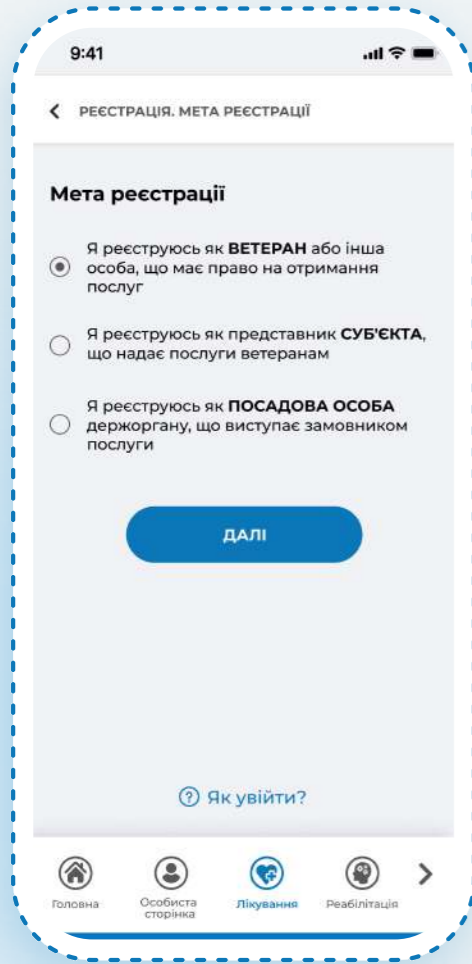 9:41
РЕЄСТРАЦІЯ. МЕТА РЕЄСТРАЦІЇ
Мета реєстрації
Я реєструюсь як ВЕТЕРАН або інша
особа, що має право на отримання
послуг
Я реєструюсь як представник СУБ'ЄКТА,
що надає послуги ветеранам
Я реєструюсь як ПОСАДОВА ОСОБА
держоргану, що виступає замовником
послуги
ДАЛІ
Як увійти?
Головна
Особиста
сторінка
Лікування
Реабілітація